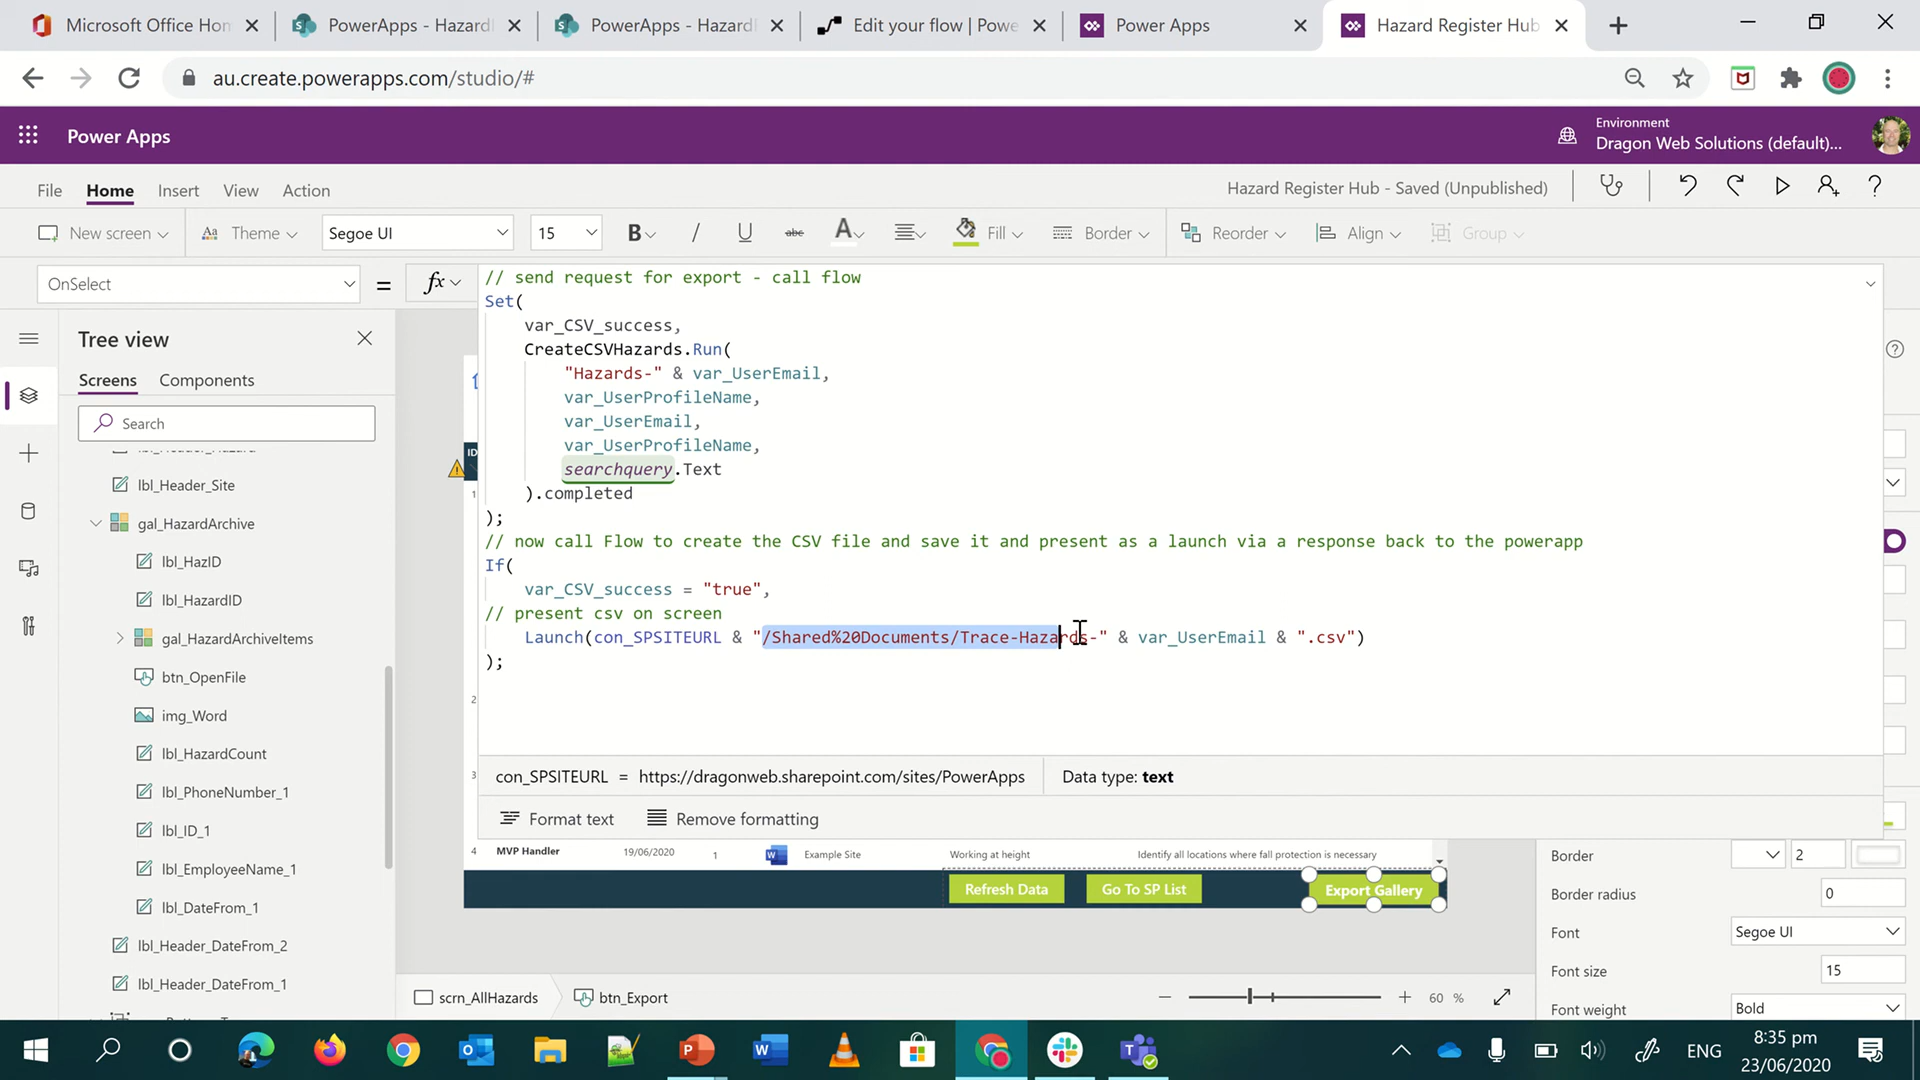 Microsoft Office Hom
PowerApps - Hazard
PowerApps - Hazard
Edit your flow | Powe
Power Apps
Hazard Register Hub
au.create.powerapps.com/studio/#
Power Apps
Environment
Dragon Web Solutions (default)...
File
Home
Insert
View
Action
Hazard Register Hub - Saved (Unpublished)
New screen
Theme
Segoe UI
15
B
/
U
abc
A
Fill
Border
Reorder
Align
Group
OnSelect
=
fx
// send request for export - call flow
Set(
var_CSV_success,
CreateCSVHazards.Run(
"Hazards-" & var_UserEmail,
var_UserProfileName,
var_UserEmail,
var_UserProfileName,
searchquery.Text
).completed
);
// now call Flow to create the CSV file and save it and present as a launch via a response back to the powerapp
If(
var_CSV_success = "true",
// present csv on screen
Launch(con_SPSITEURL & "/Shared%20Documents/Trace-Hazards-" & var_UserEmail & ".csv")
);
con_SPSITEURL = https://dragonweb.sharepoint.com/sites/PowerApps
Data type: text
Format text
Remove formatting
Tree view
Screens
Components
Search
lbl_Header_Site
gal_HazardArchive
lbl_HazID
lbl_HazardID
gal_HazardArchiveItems
btn_OpenFile
img_Word
lbl_HazardCount
lbl_PhoneNumber_1
lbl_ID_1
lbl_EmployeeName_1
lbl_DateFrom_1
lbl_Header_DateFrom_2
lbl_Header_DateFrom_1
ID
1
2
3
4
MVP Handler
19/06/2020
1
Example Site
Working at height
Identify all locations where fall protection is necessary
Refresh Data
Go To SP List
Export Gallery
Border
2
Border radius
0
Font
Segoe UI
Font size
15
Font weight
Bold
scrn_AllHazards
btn_Export
60 %
ENG
8:35 pm
23/06/2020